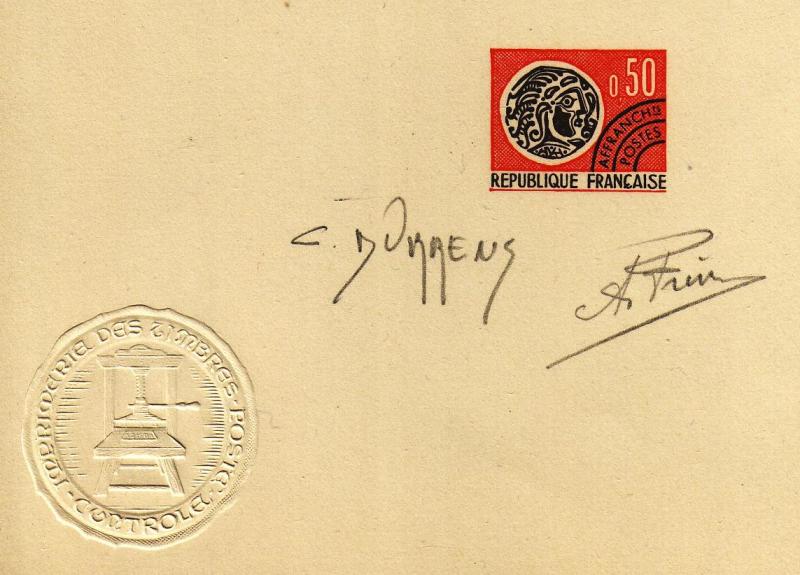 0,50
AFFRANCHts
POSTES
REPUBLIQUE FRANÇAISE
C. DURRENS
IMPRIMERIE DES TIMBRES-POSTE · CONTROLE ·